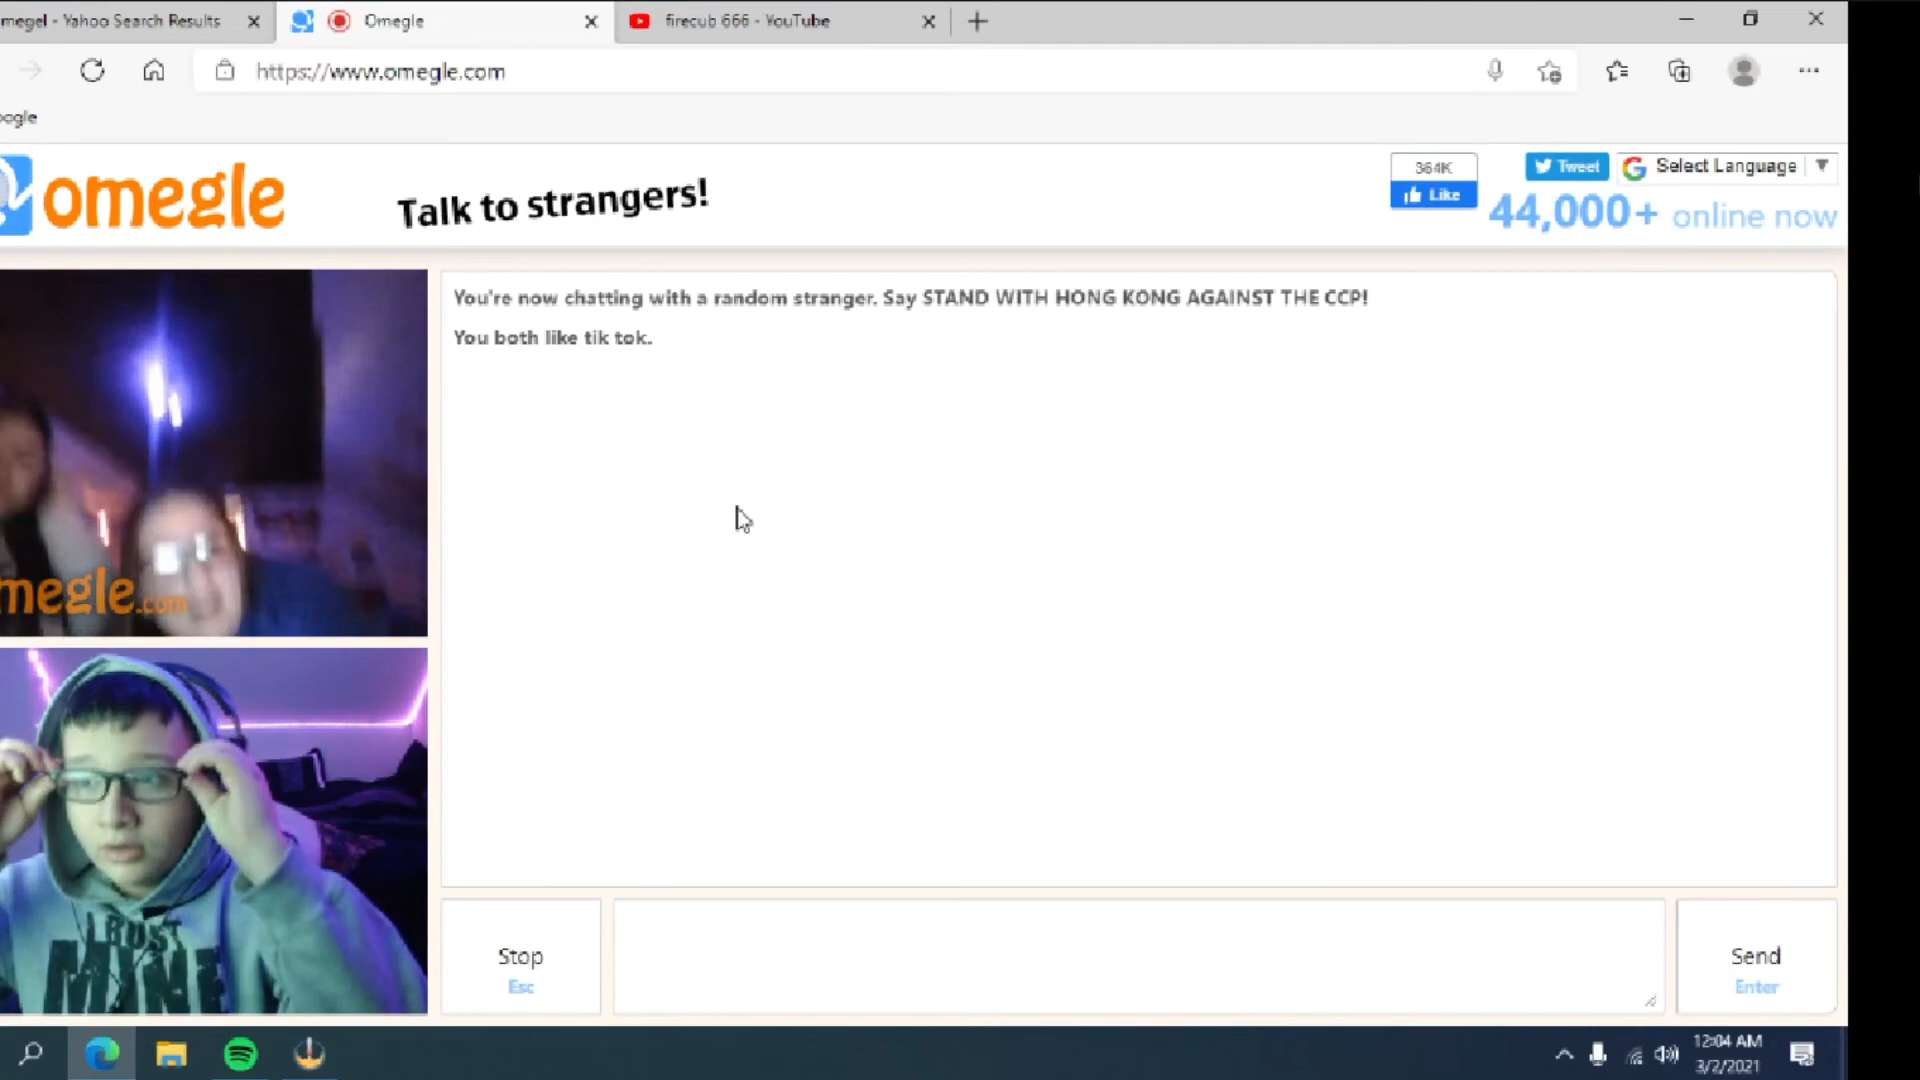 megel - Yahoo Search Results
Omegle
firecub 666 - YouTube
https://www.omegle.com
oogle
omegle
Talk to strangers!
364K
Like
Tweet
Select Language
44,000+ online now
You're now chatting with a random stranger. Say STAND WITH HONG KONG AGAINST THE CCP!
You both like tik tok.
megle.com
TRUST
MINE
Stop
Esc
Send
Enter
12:04 AM
3/2/2021